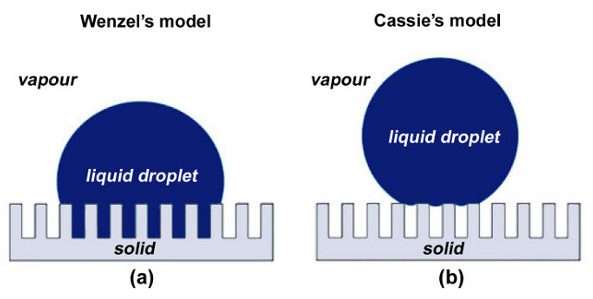 Wenzel's model
vapour
liquid droplet
solid
(a)
Cassie's model
vapour
liquid droplet
solid
(b)